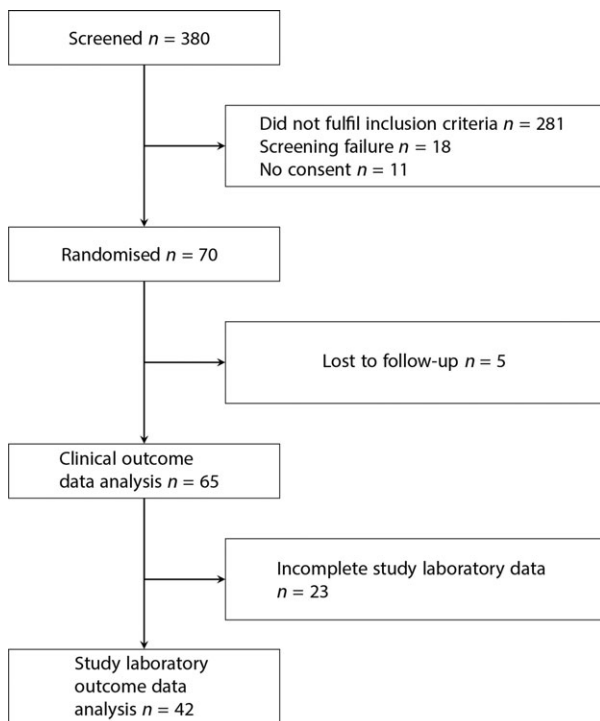 Screened n = 380
Did not fulfil inclusion criteria n = 281
Screening failure n = 18
No consent n = 11
Randomised n = 70
Lost to follow-up n = 5
Clinical outcome
data analysis n = 65
Incomplete study laboratory data
n = 23
Study laboratory
outcome data
analysis n = 42